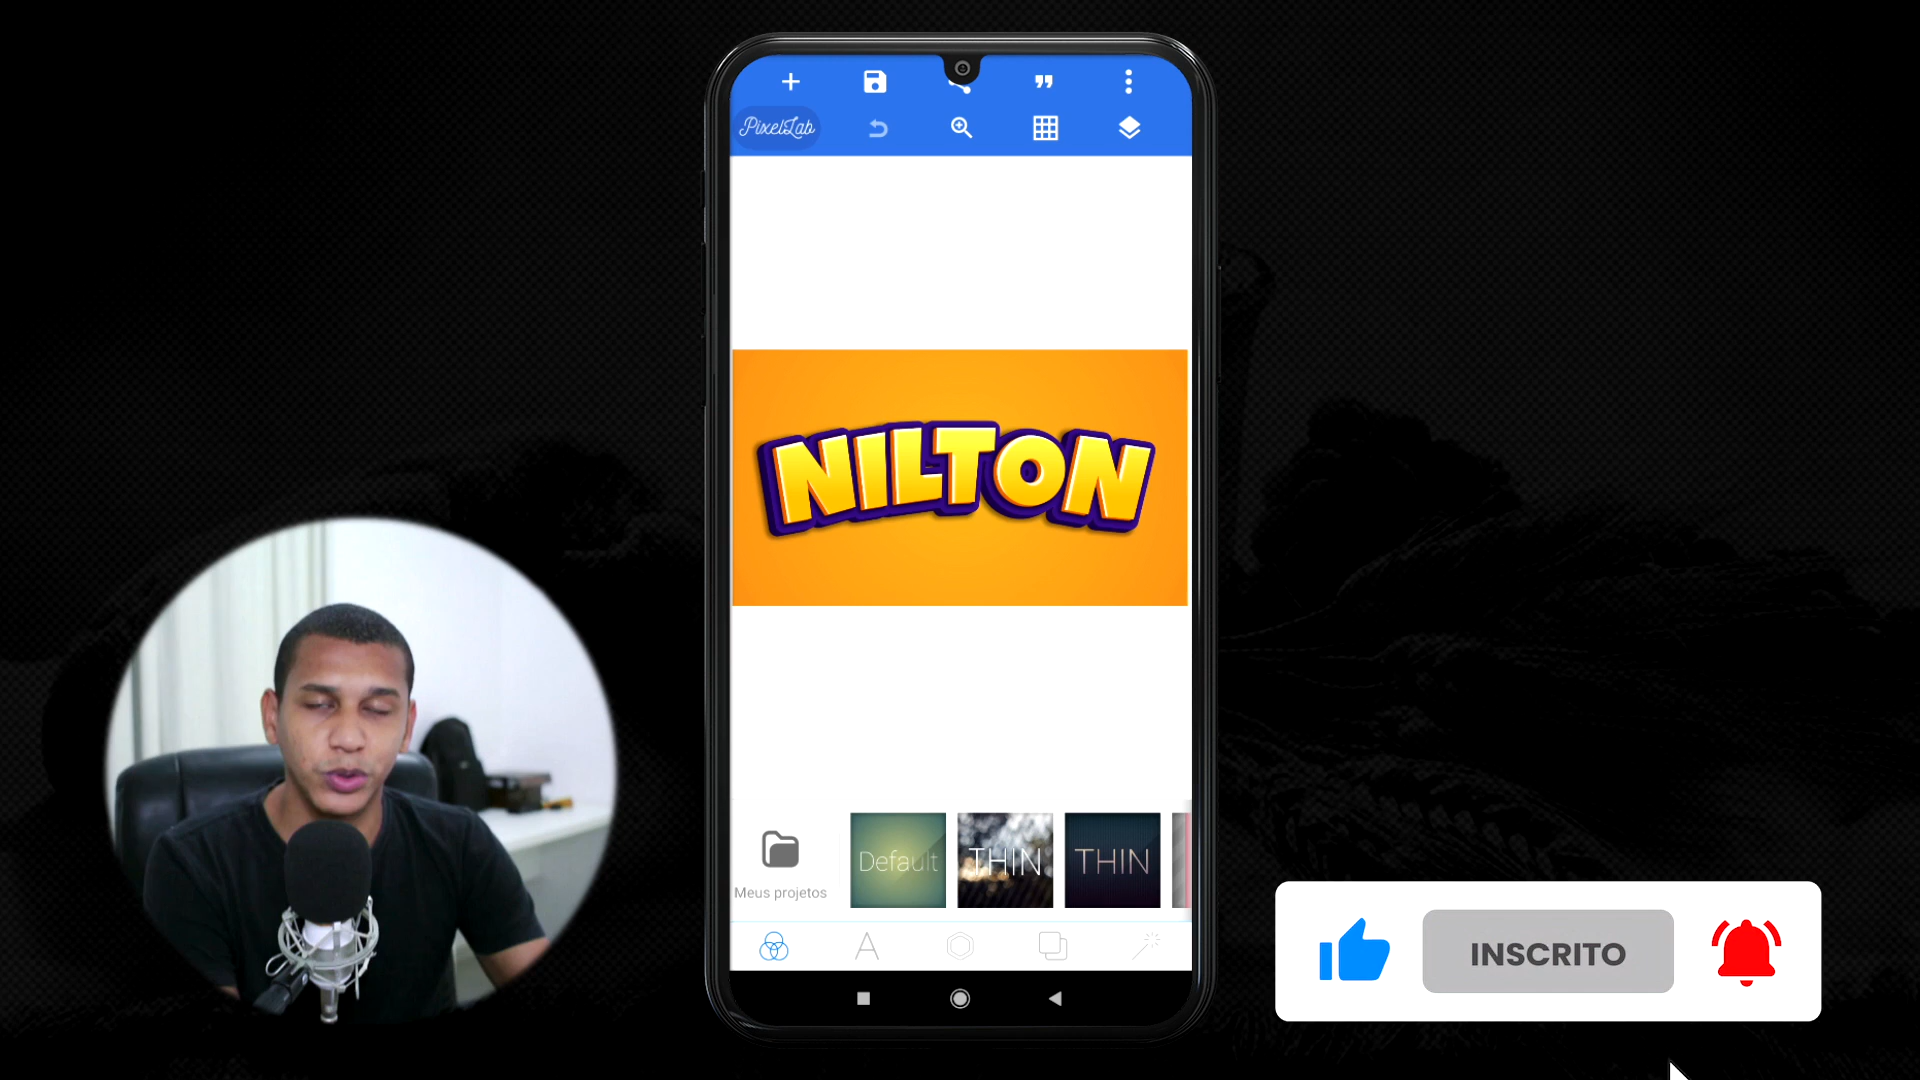 PixelLab
NILTON
Meus projetos
Default
THIN
THIN
INSCRITO